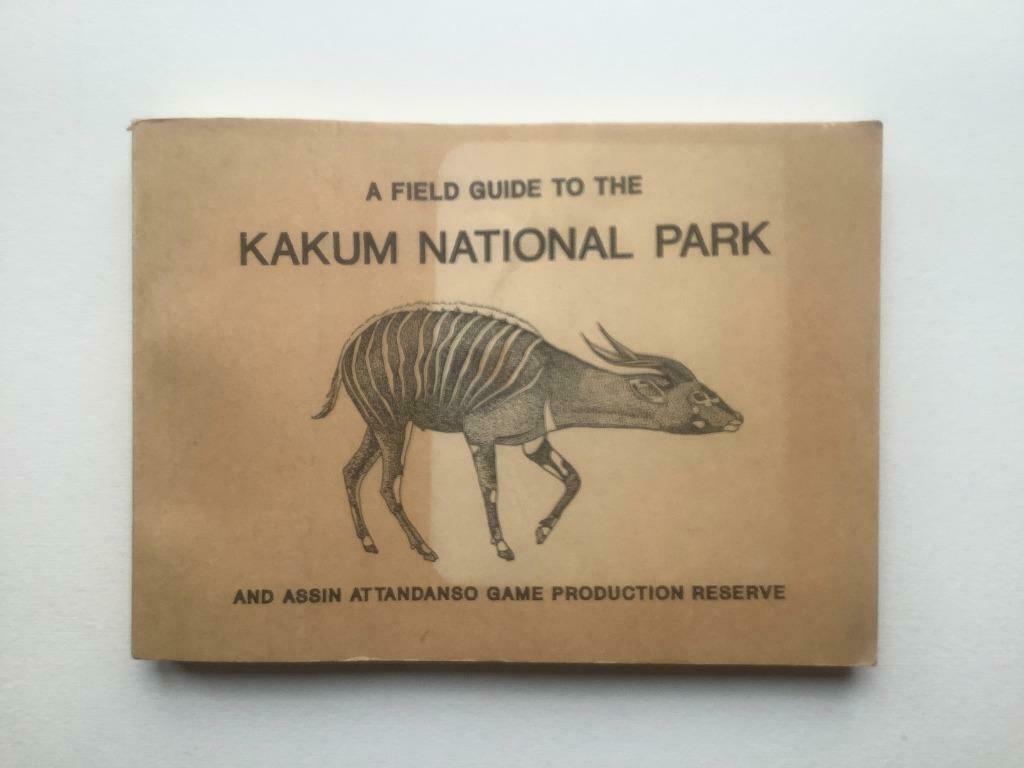 A FIELD GUIDE TO THE
KAKUM NATIONAL PARK
AND ASSIN ATTANDANSO GAME PRODUCTION RESERVE